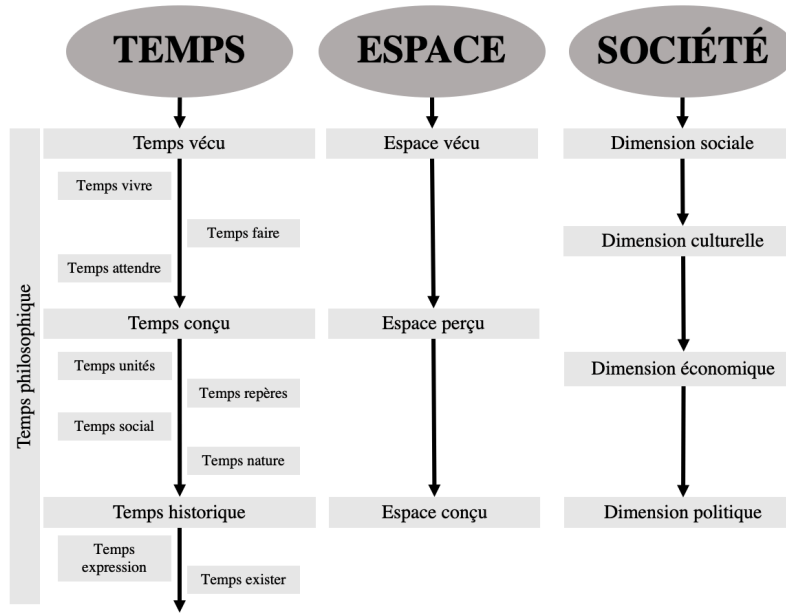 TEMPS
ESPACE
SOCIÉTÉ
Temps philosophique
Temps vécu
Espace vécu
Dimension sociale
Temps vivre
Temps faire
Dimension culturelle
Temps attendre
Temps conçu
Espace perçu
Temps unités
Dimension économique
Temps repères
Temps social
Temps nature
Temps historique
Espace conçu
Dimension politique
Temps
expression
Temps exister